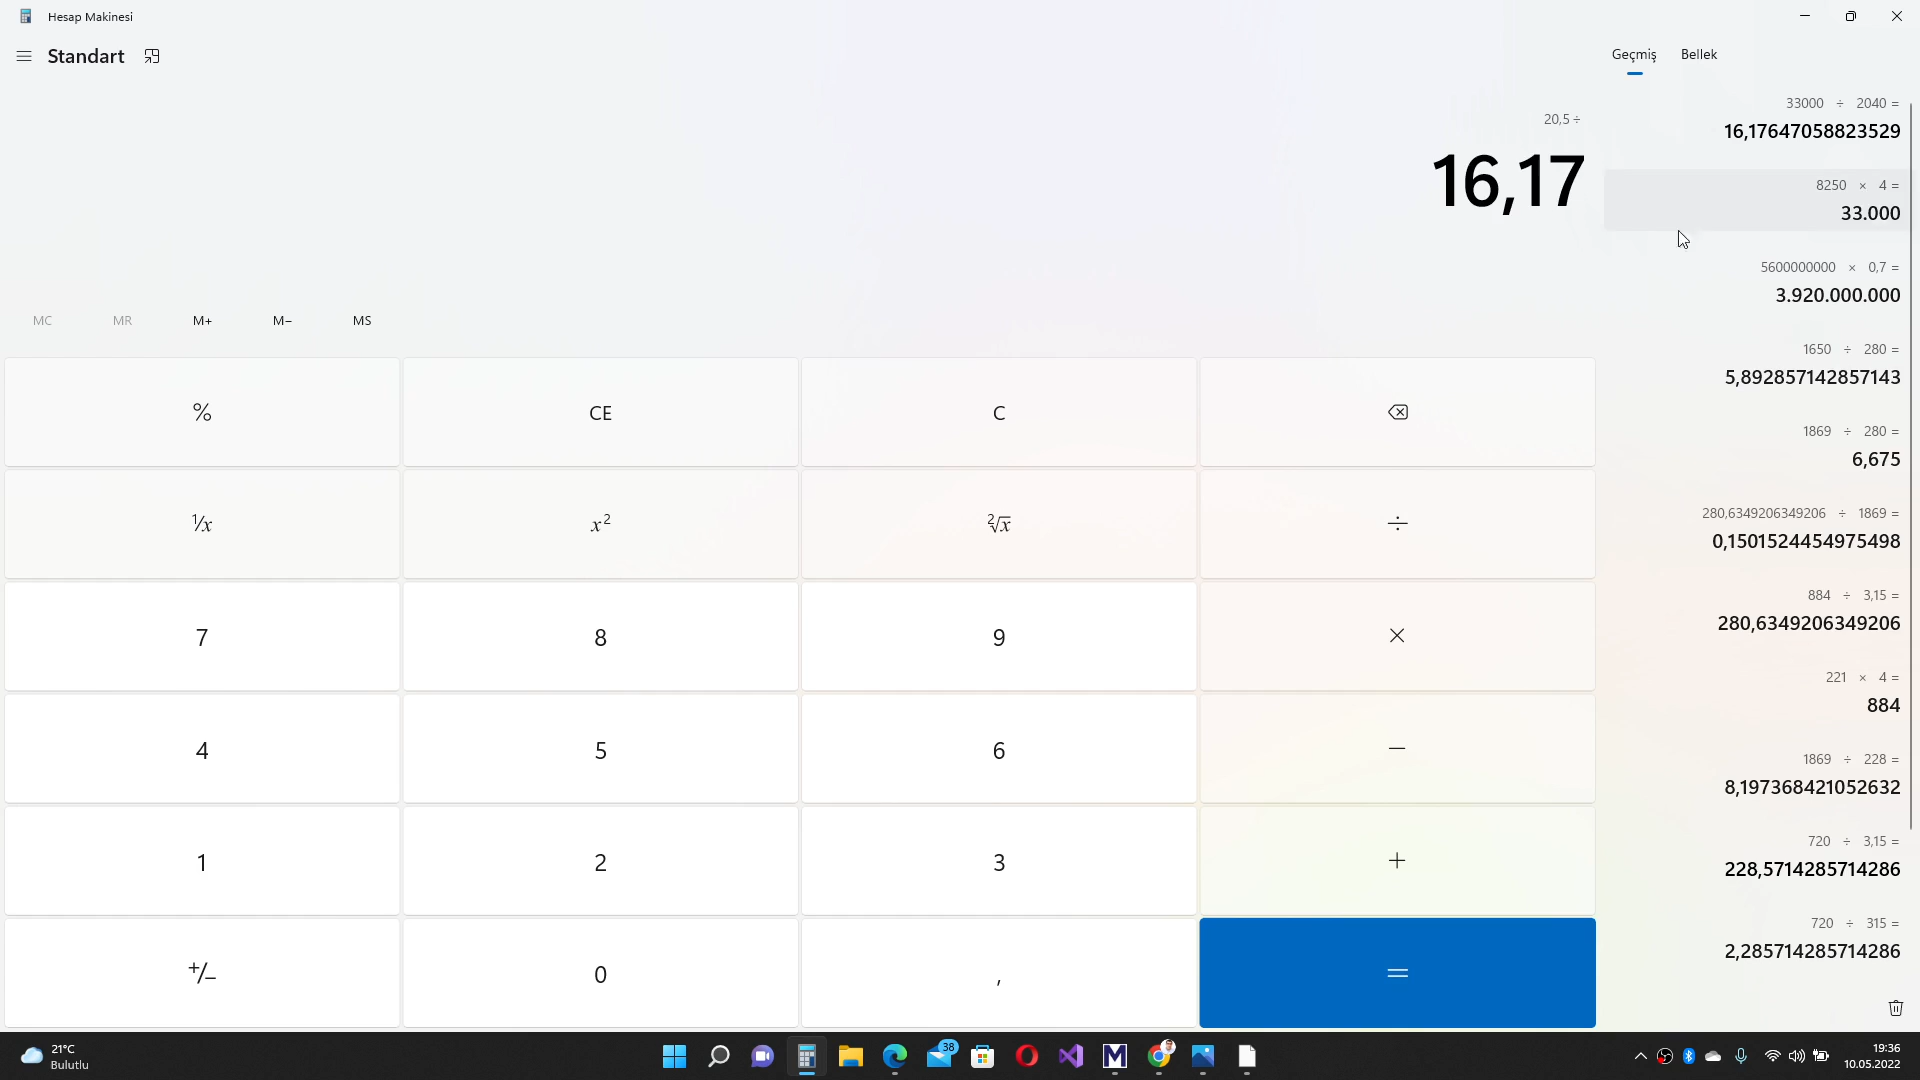 Hesap Makinesi
Standart
Geçmiş Bellek
20,5 ÷
16,17
33000 ÷ 2040 =
16,17647058823529
8250 × 4 =
33.000
5600000000 × 0,7 =
3.920.000.000
1650 ÷ 280 =
5,892857142857143
1869 ÷ 280 =
6,675
280,6349206349206 ÷ 1869 =
0,1501524454975498
884 ÷ 3,15 =
280,6349206349206
221 × 4 =
884
1869 ÷ 228 =
8,197368421052632
720 ÷ 3,15 =
228,5714285714286
720 ÷ 315 =
2,285714285714286
MC MR M+ M− MS
% CE C
⅟x x² ²√x ÷
7 8 9 ×
4 5 6 −
1 2 3 +
+/− 0 , =
21°C
Bulutlu
38
M
19:36
10.05.2022